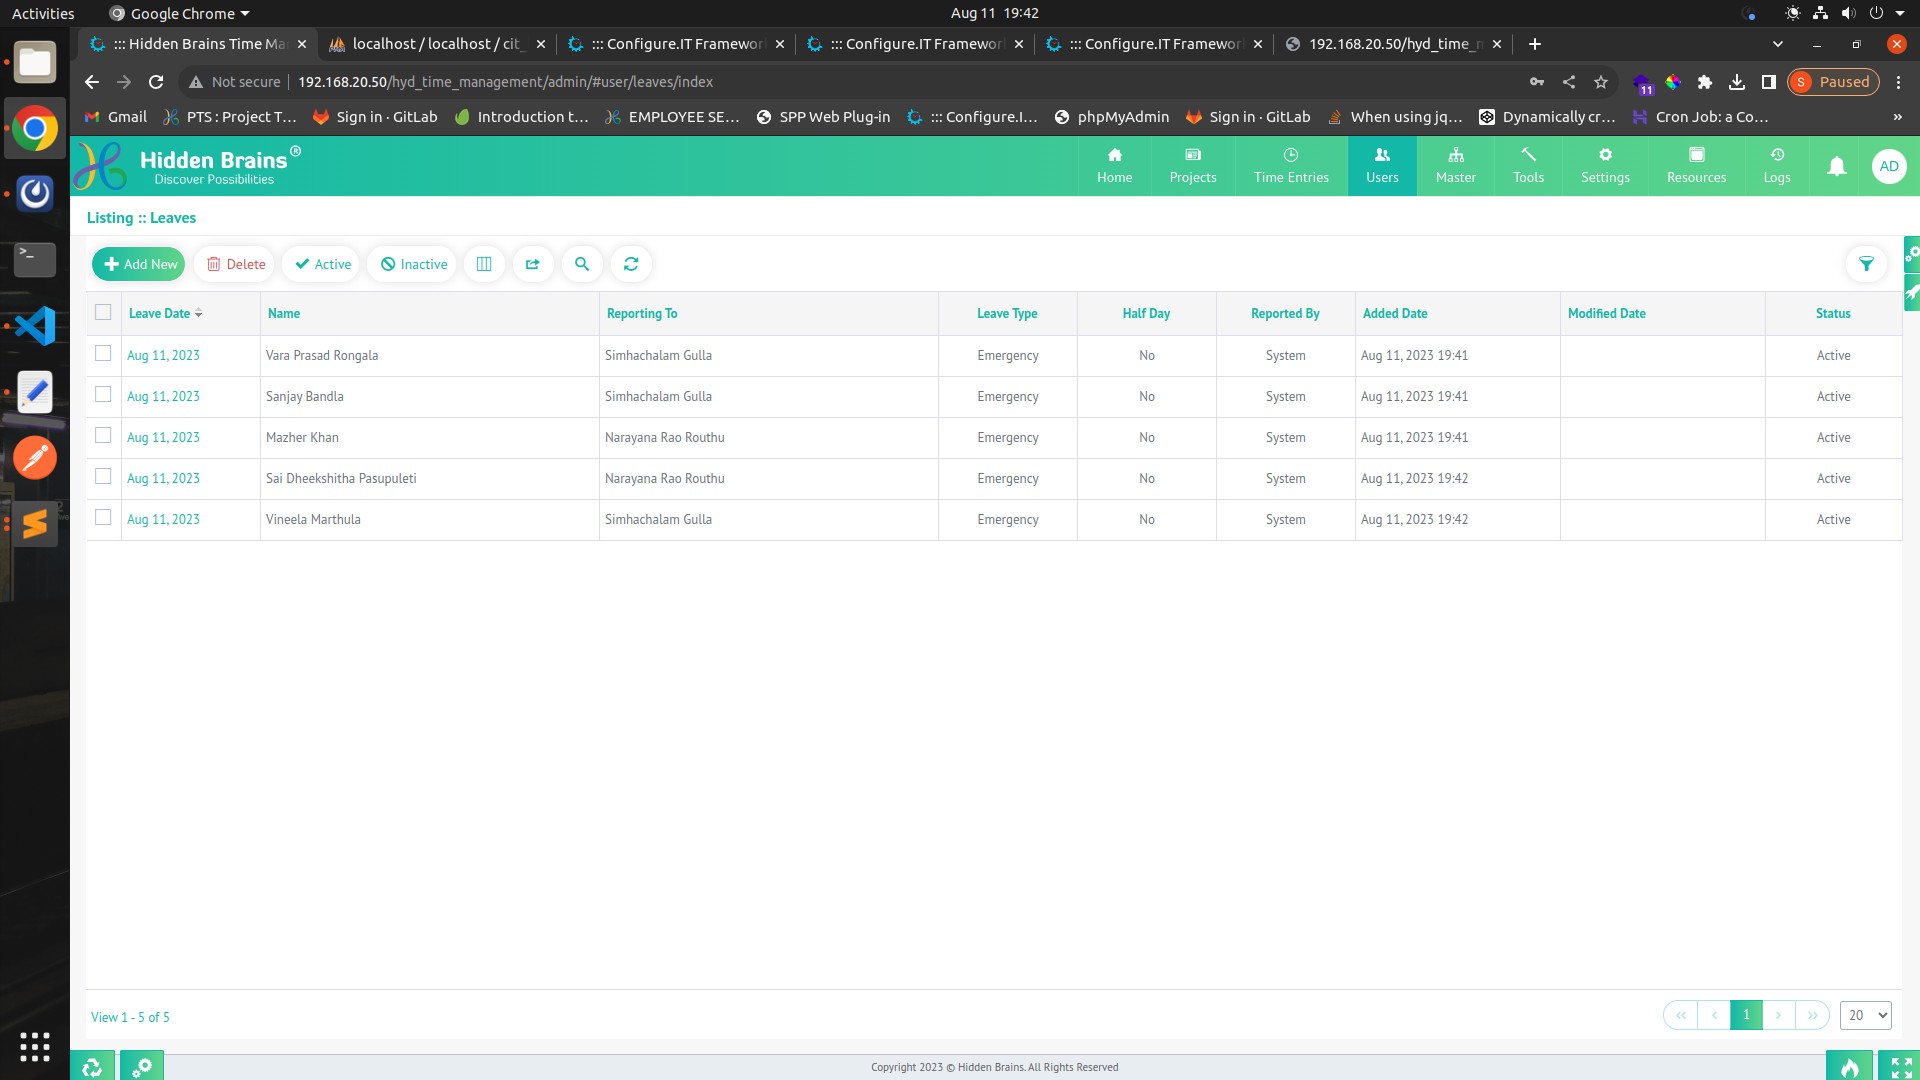 Activities Google Chrome Aug 11 19:42
::: Hidden Brains Time Ma localhost / localhost / cit_ ::: Configure.IT Framework ::: Configure.IT Framework ::: Configure.IT Framework 192.168.20.50/hyd_time_m
Not secure 192.168.20.50/hyd_time_management/admin/#user/leaves/index 11 S Paused
Gmail PTS : Project T... Sign in · GitLab Introduction t... EMPLOYEE SE... SPP Web Plug-in ::: Configure.I... phpMyAdmin Sign in · GitLab When using jq... Dynamically cr... Cron Job: a Co... »
Hidden Brains®
Discover Possibilities
Home Projects Time Entries Users Master Tools Settings Resources Logs AD
Listing :: Leaves
Add New Delete Active Inactive
Leave Date Name Reporting To Leave Type Half Day Reported By Added Date Modified Date Status
Aug 11, 2023 Vara Prasad Rongala Simhachalam Gulla Emergency No System Aug 11, 2023 19:41 Active
Aug 11, 2023 Sanjay Bandla Simhachalam Gulla Emergency No System Aug 11, 2023 19:41 Active
Aug 11, 2023 Mazher Khan Narayana Rao Routhu Emergency No System Aug 11, 2023 19:41 Active
Aug 11, 2023 Sai Dheekshitha Pasupuleti Narayana Rao Routhu Emergency No System Aug 11, 2023 19:42 Active
Aug 11, 2023 Vineela Marthula Simhachalam Gulla Emergency No System Aug 11, 2023 19:42 Active
View 1 - 5 of 5 1 20
Copyright 2023 © Hidden Brains. All Rights Reserved